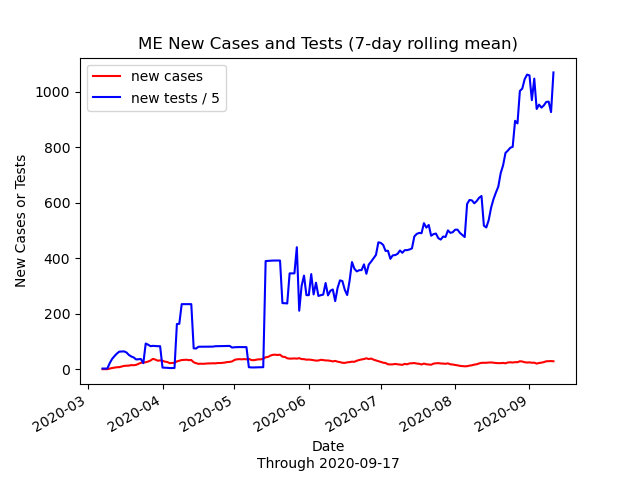 ME New Cases and Tests (7-day rolling mean)
new cases
new tests / 5
New Cases or Tests
1000
800
600
400
200
0
2020-03
2020-04
2020-05
2020-06
2020-07
2020-08
2020-09
Date
Through 2020-09-17